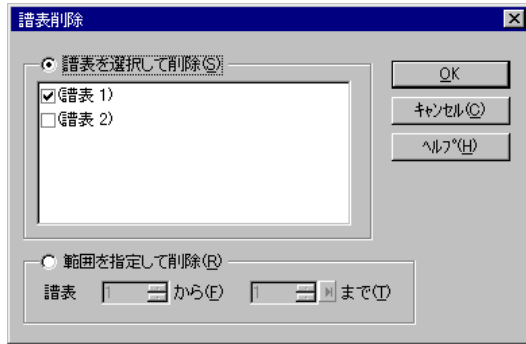 譜表削除
譜表を選択して削除(S)
(譜表 1)
(譜表 2)
OK
キャンセル(C)
ヘルプ(H)
範囲を指定して削除(R)
譜表 1 から(F) 1 まで(T)